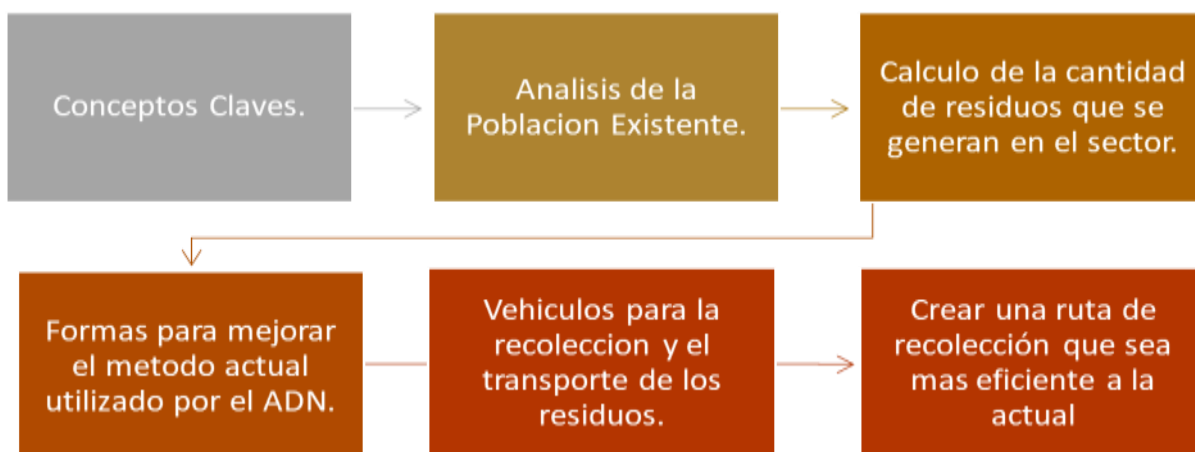 Conceptos Claves.
Analisis de la
Poblacion Existente.
Calculo de la cantidad
de residuos que se
generan en el sector.
Formas para mejorar
el metodo actual
utilizado por el ADN.
Vehiculos para la
recoleccion y el
transporte de los
residuos.
Crear una ruta de
recolección que sea
mas eficiente a la
actual